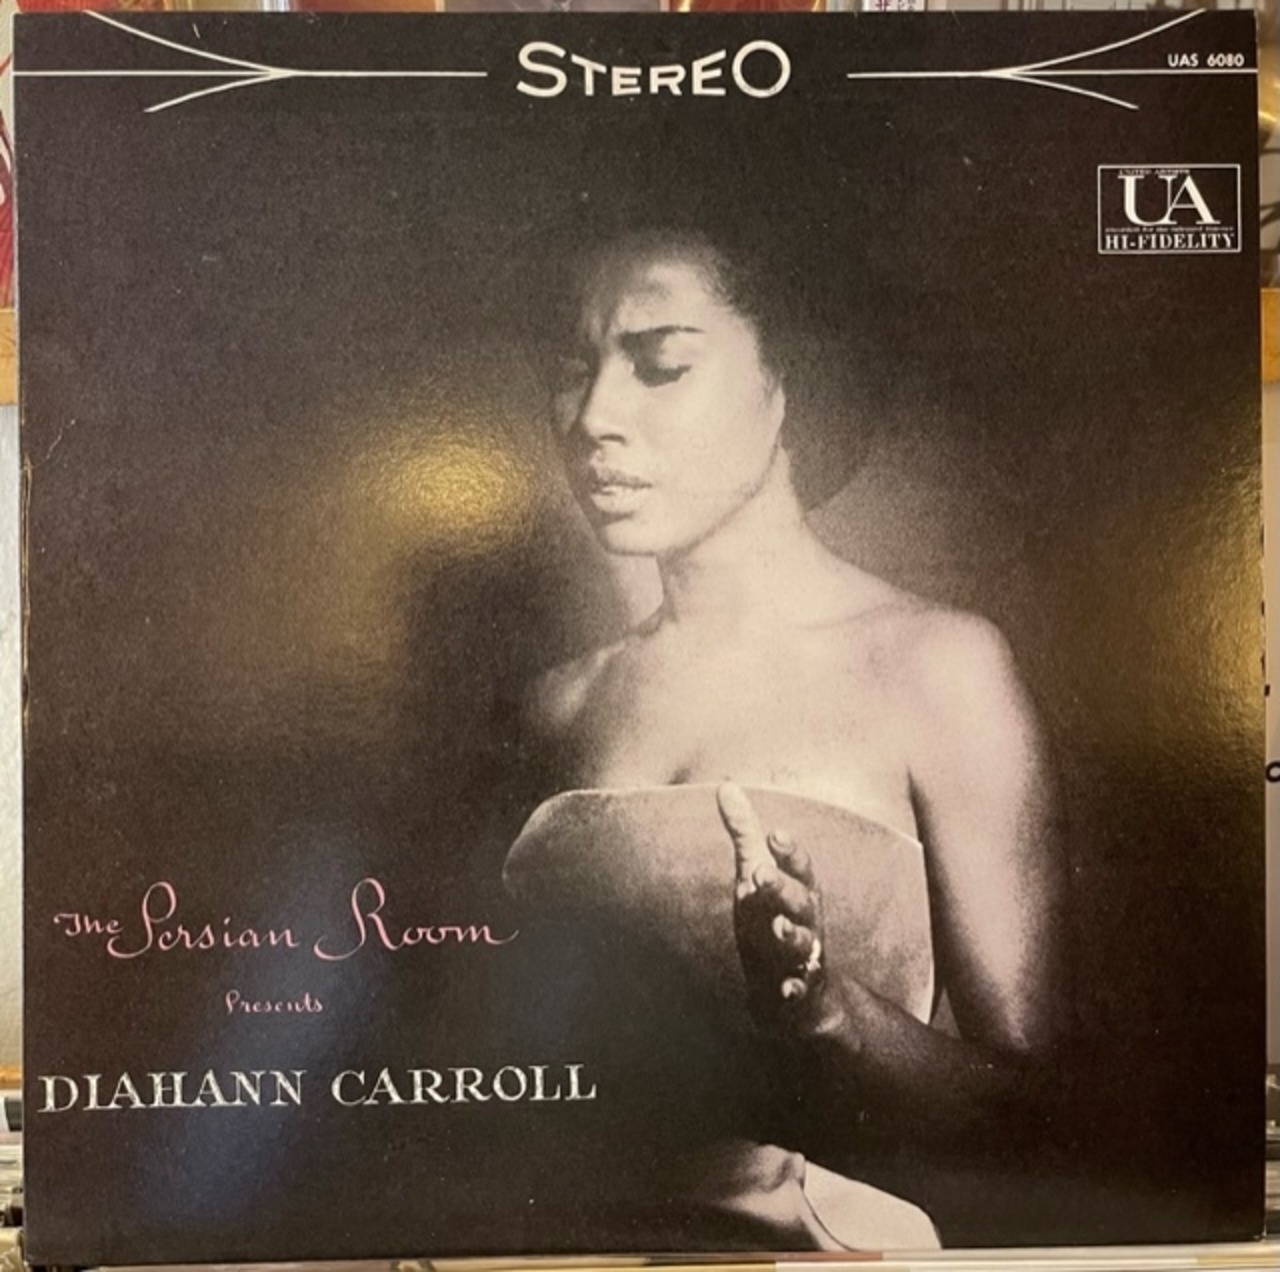 STEREO
UAS 6080
UA
HI-FIDELITY
The Persian Room
Presents
DIAHANN CARROLL